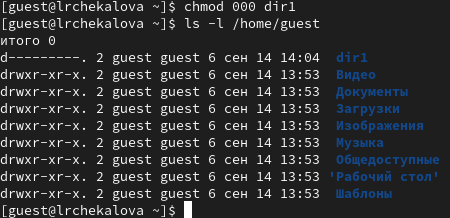 [guest@lrchekalova ~]$ chmod 000 dir1
[guest@lrchekalova ~]$ ls -l /home/guest
итого 0
d---------. 2 guest guest 6 сен 14 14:04  dir1
drwxr-xr-x. 2 guest guest 6 сен 14 13:53  Видео
drwxr-xr-x. 2 guest guest 6 сен 14 13:53  Документы
drwxr-xr-x. 2 guest guest 6 сен 14 13:53  Загрузки
drwxr-xr-x. 2 guest guest 6 сен 14 13:53  Изображения
drwxr-xr-x. 2 guest guest 6 сен 14 13:53  Музыка
drwxr-xr-x. 2 guest guest 6 сен 14 13:53  Общедоступные
drwxr-xr-x. 2 guest guest 6 сен 14 13:53 'Рабочий стол'
drwxr-xr-x. 2 guest guest 6 сен 14 13:53  Шаблоны
[guest@lrchekalova ~]$